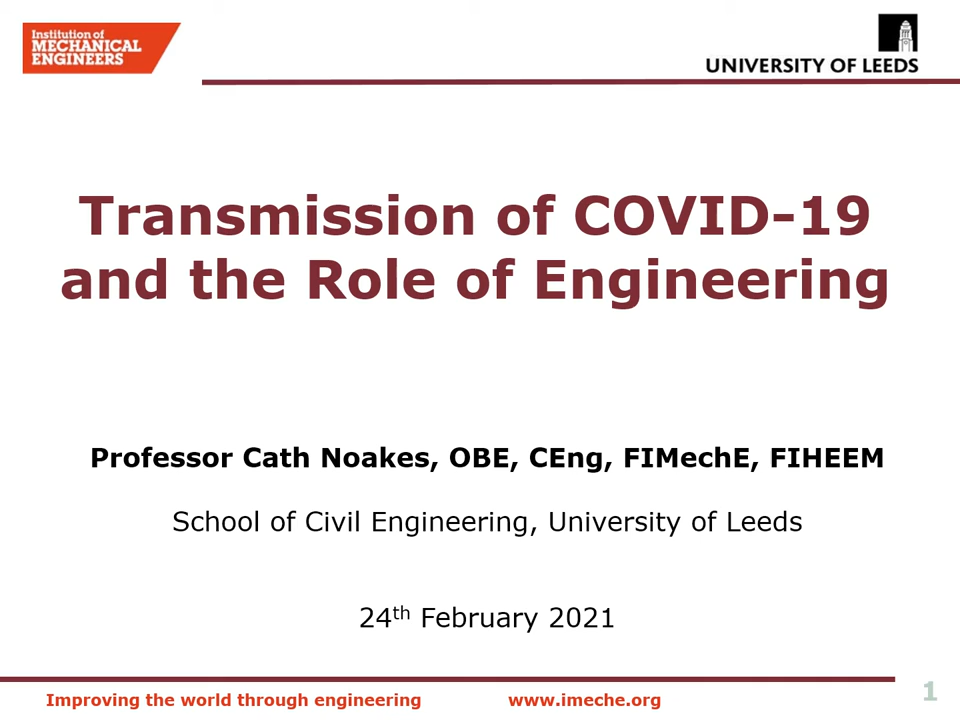 Institution of
MECHANICAL
ENGINEERS
UNIVERSITY OF LEEDS
Transmission of COVID-19
and the Role of Engineering
Professor Cath Noakes, OBE, CEng, FIMechE, FIHEEM
School of Civil Engineering, University of Leeds
24th February 2021
Improving the world through engineering www.imeche.org 1